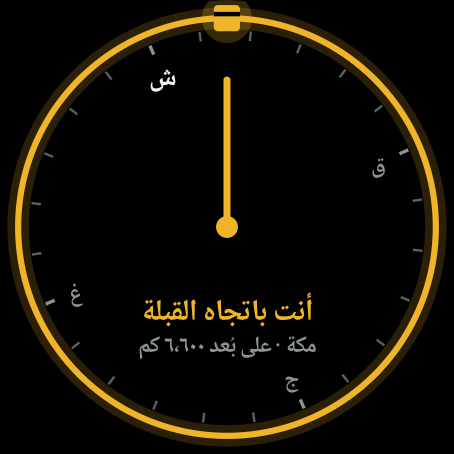 ش
ق
غ
أنت باتجاه القبلة
مكة · على بُعد ٦،٦٠٠ كم
ج